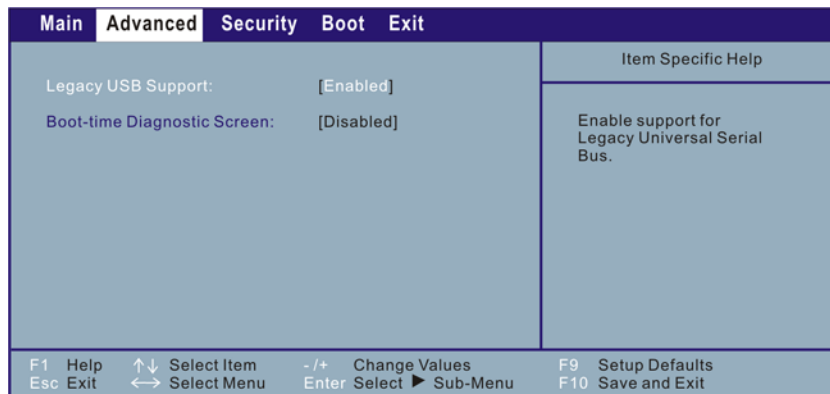 Main Advanced Security Boot Exit
Item Specific Help
Legacy USB Support: [Enabled]
Boot-time Diagnostic Screen: [Disabled]
Enable support for
Legacy Universal Serial
Bus.
F1 Help ↑↓ Select Item -/+ Change Values F9 Setup Defaults
Esc Exit ←→ Select Menu Enter Select ▶ Sub-Menu F10 Save and Exit